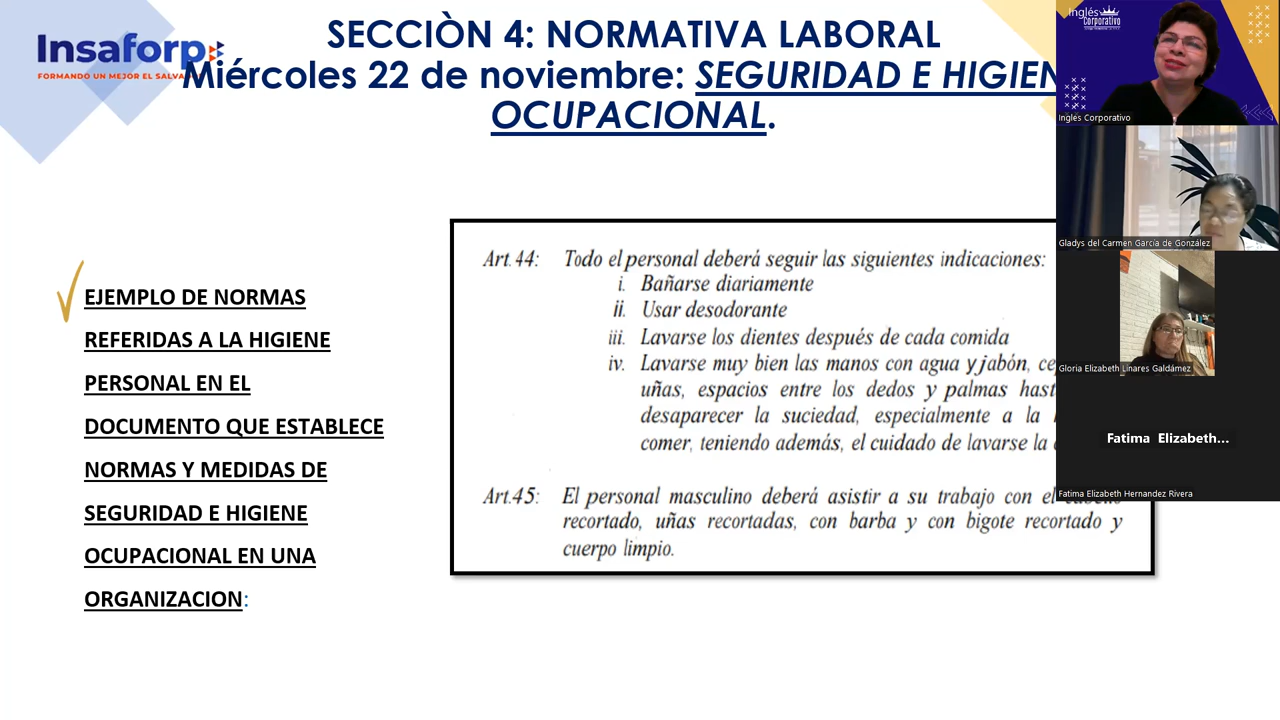 Insaforp
FORMANDO UN MEJOR EL SALVA
SECCIÒN 4: NORMATIVA LABORAL
Miércoles 22 de noviembre: SEGURIDAD E HIGIEN
OCUPACIONAL.
EJEMPLO DE NORMAS
REFERIDAS A LA HIGIENE
PERSONAL EN EL
DOCUMENTO QUE ESTABLECE
NORMAS Y MEDIDAS DE
SEGURIDAD E HIGIENE
OCUPACIONAL EN UNA
ORGANIZACION:
Art.44: Todo el personal deberá seguir las siguientes indicaciones:
i. Bañarse diariamente
ii. Usar desodorante
iii. Lavarse los dientes después de cada comida
iv. Lavarse muy bien las manos con agua y jabón,
uñas, espacios entre los dedos y palmas hast
desaparecer la suciedad, especialmente a la
comer, teniendo además, el cuidado de lavarse la
Art.45: El personal masculino deberá asistir a su trabajo con el cabello
recortado, uñas recortadas, con barba y con bigote recortado y
cuerpo limpio.
Inglés
Corporativo
Inglés Corporativo
Gladys del Carmen García de González
Gloria Elizabeth Linares Galdámez
Fatima Elizabeth...
Fatima Elizabeth Hernandez Rivera